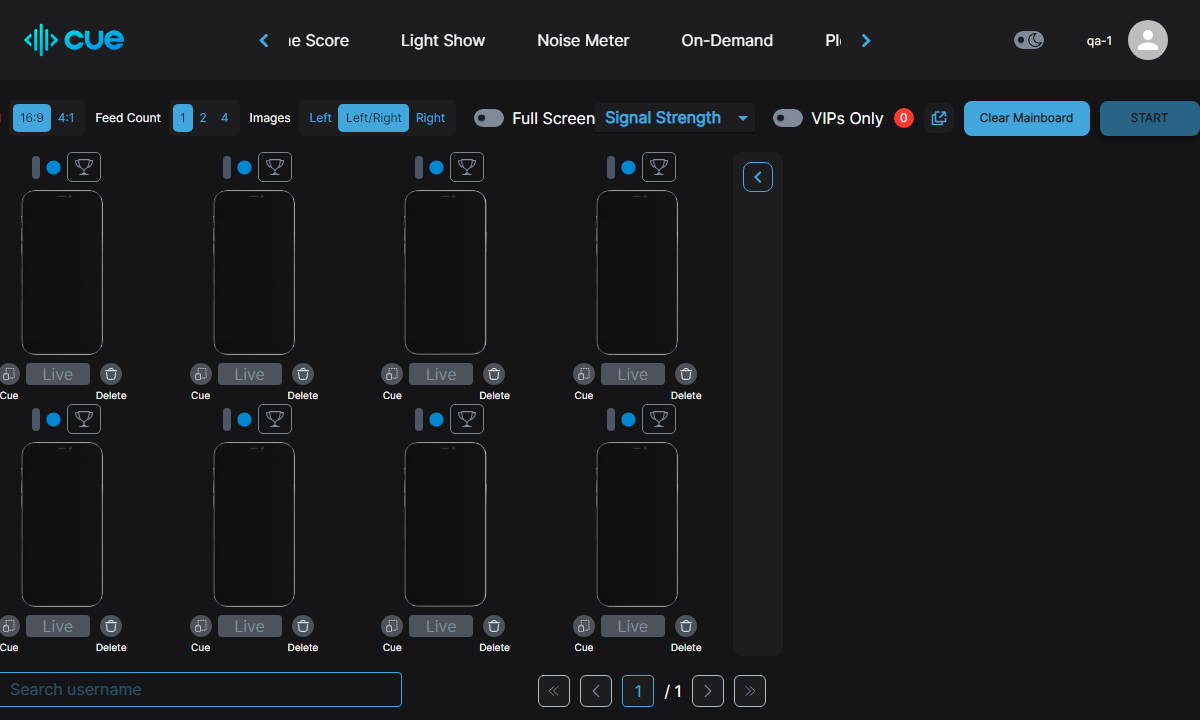 cue
e Score
Light Show
Noise Meter
On-Demand
qa-1
16:9
4:1
Feed Count
1
2
4
Images
Left
Left/Right
Right
Full Screen
Signal Strength
VIPs Only
0
Clear Mainboard
START
Live
Live
Live
Live
Cue
Delete
Cue
Delete
Cue
Delete
Cue
Delete
Live
Live
Live
Live
Cue
Delete
Cue
Delete
Cue
Delete
Cue
Delete
Search username
1
/ 1